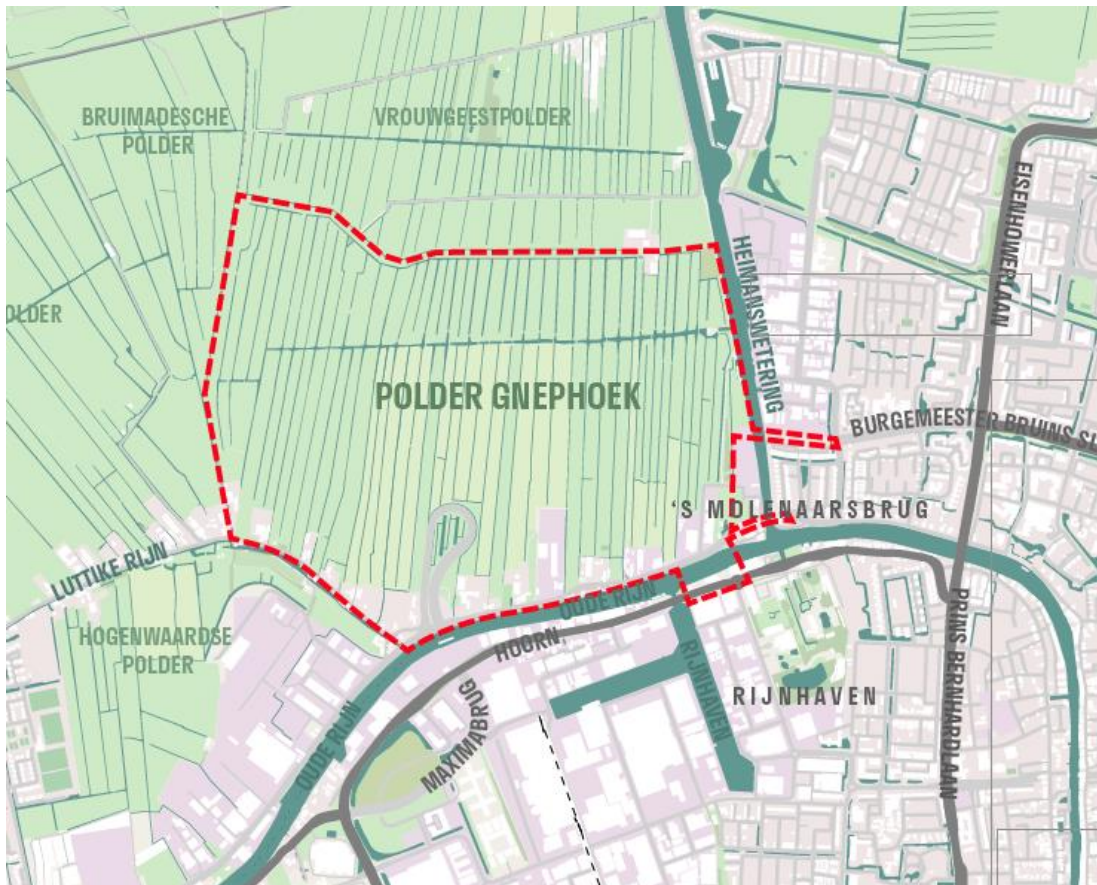 BRUIMADESCHE
POLDER
VROUWGEESTPOLDER
EISENHOWERLAAN
HEIMANSWETERING
OLDER
POLDER GNEPHOEK
BURGEMEESTER BRUINS SL
'S MOLENAARSBRUG
LUTTIKE RIJN
OUDE RIJN
HOORN
HOGENWAARDSE
POLDER
RIJNHAVEN
RIJNHAVEN
PRINS BERNHARDLAAN
MAXIMABRUG
OUDE RIJN